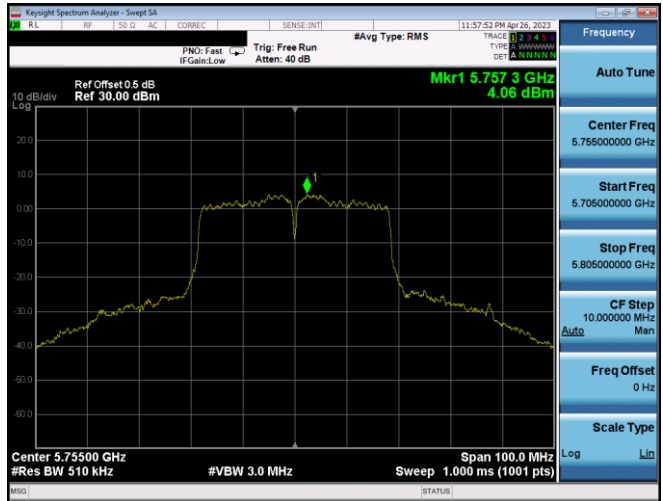 Keysight Spectrum Analyzer - Swept SA
RL RF 50 Ω AC CORREC SENSE:INT 11:57:52 PM Apr 26, 2023
#Avg Type: RMS TRACE 1 2 3 4 5 6
PNO: Fast Trig: Free Run TYPE A WWWWW
IFGain:Low Atten: 40 dB DET A N N N N N
Mkr1 5.757 3 GHz
4.06 dBm
Ref Offset 0.5 dB
10 dB/div Ref 30.00 dBm
Log
20.0
10.0
0.00
-10.0
-20.0
-30.0
-40.0
-50.0
-60.0
1
Center 5.75500 GHz Span 100.0 MHz
#Res BW 510 kHz #VBW 3.0 MHz Sweep 1.000 ms (1001 pts)
MSG STATUS
Frequency
Auto Tune
Center Freq
5.755000000 GHz
Start Freq
5.705000000 GHz
Stop Freq
5.805000000 GHz
CF Step
10.000000 MHz
Auto Man
Freq Offset
0 Hz
Scale Type
Log Lin